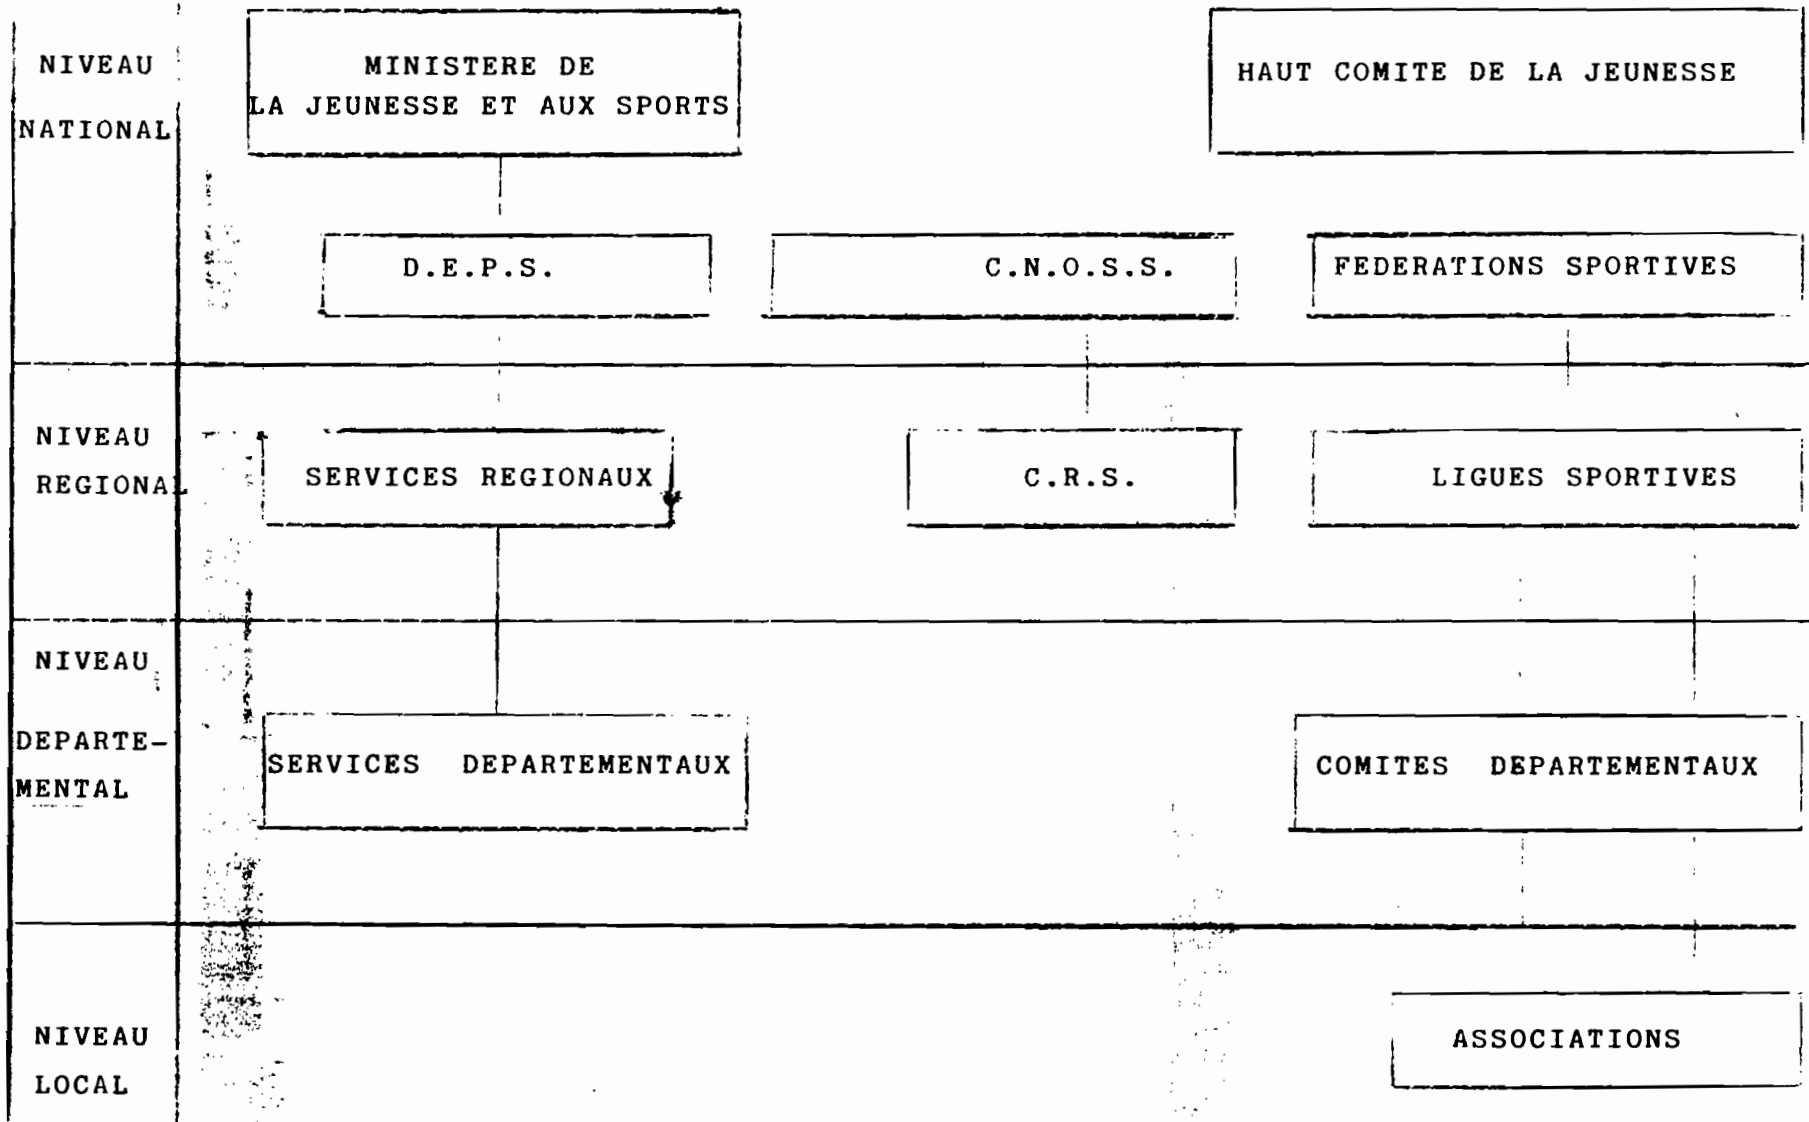 NIVEAU
NATIONAL
MINISTERE DE
LA JEUNESSE ET AUX SPORTS
HAUT COMITE DE LA JEUNESSE
D.E.P.S.
C.N.O.S.S.
FEDERATIONS SPORTIVES
NIVEAU
REGIONAL
SERVICES REGIONAUX
C.R.S.
LIGUES SPORTIVES
NIVEAU
DEPARTE-
MENTAL
SERVICES DEPARTEMENTAUX
COMITES DEPARTEMENTAUX
NIVEAU
LOCAL
ASSOCIATIONS